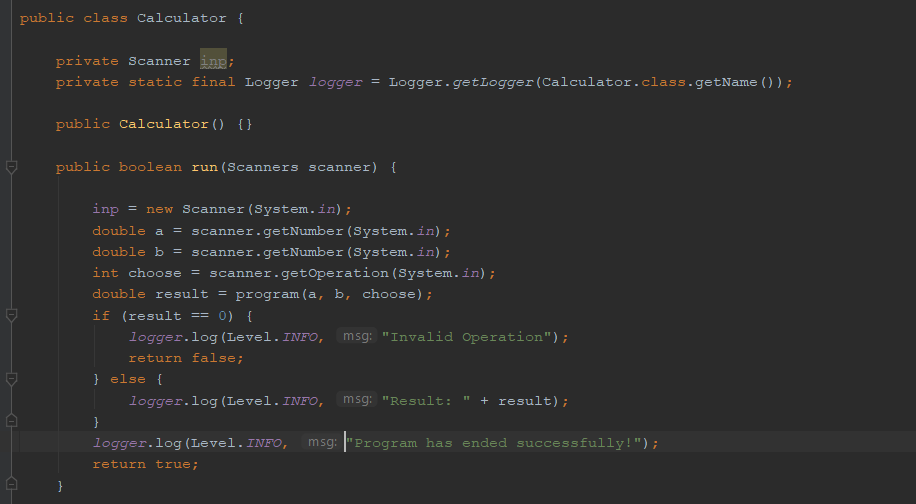 public class Calculator {
private Scanner inp;
private static final Logger logger = Logger.getLogger(Calculator.class.getName());
public Calculator() {}
public boolean run(Scanners scanner) {
inp = new Scanner(System.in);
double a = scanner.getNumber(System.in);
double b = scanner.getNumber(System.in);
int choose = scanner.getOperation(System.in);
double result = program(a, b, choose);
if (result == 0) {
logger.log(Level.INFO, msg: "Invalid Operation");
return false;
} else {
logger.log(Level.INFO, msg: "Result: " + result);
}
logger.log(Level.INFO, msg: "Program has ended successfully!");
return true;
}